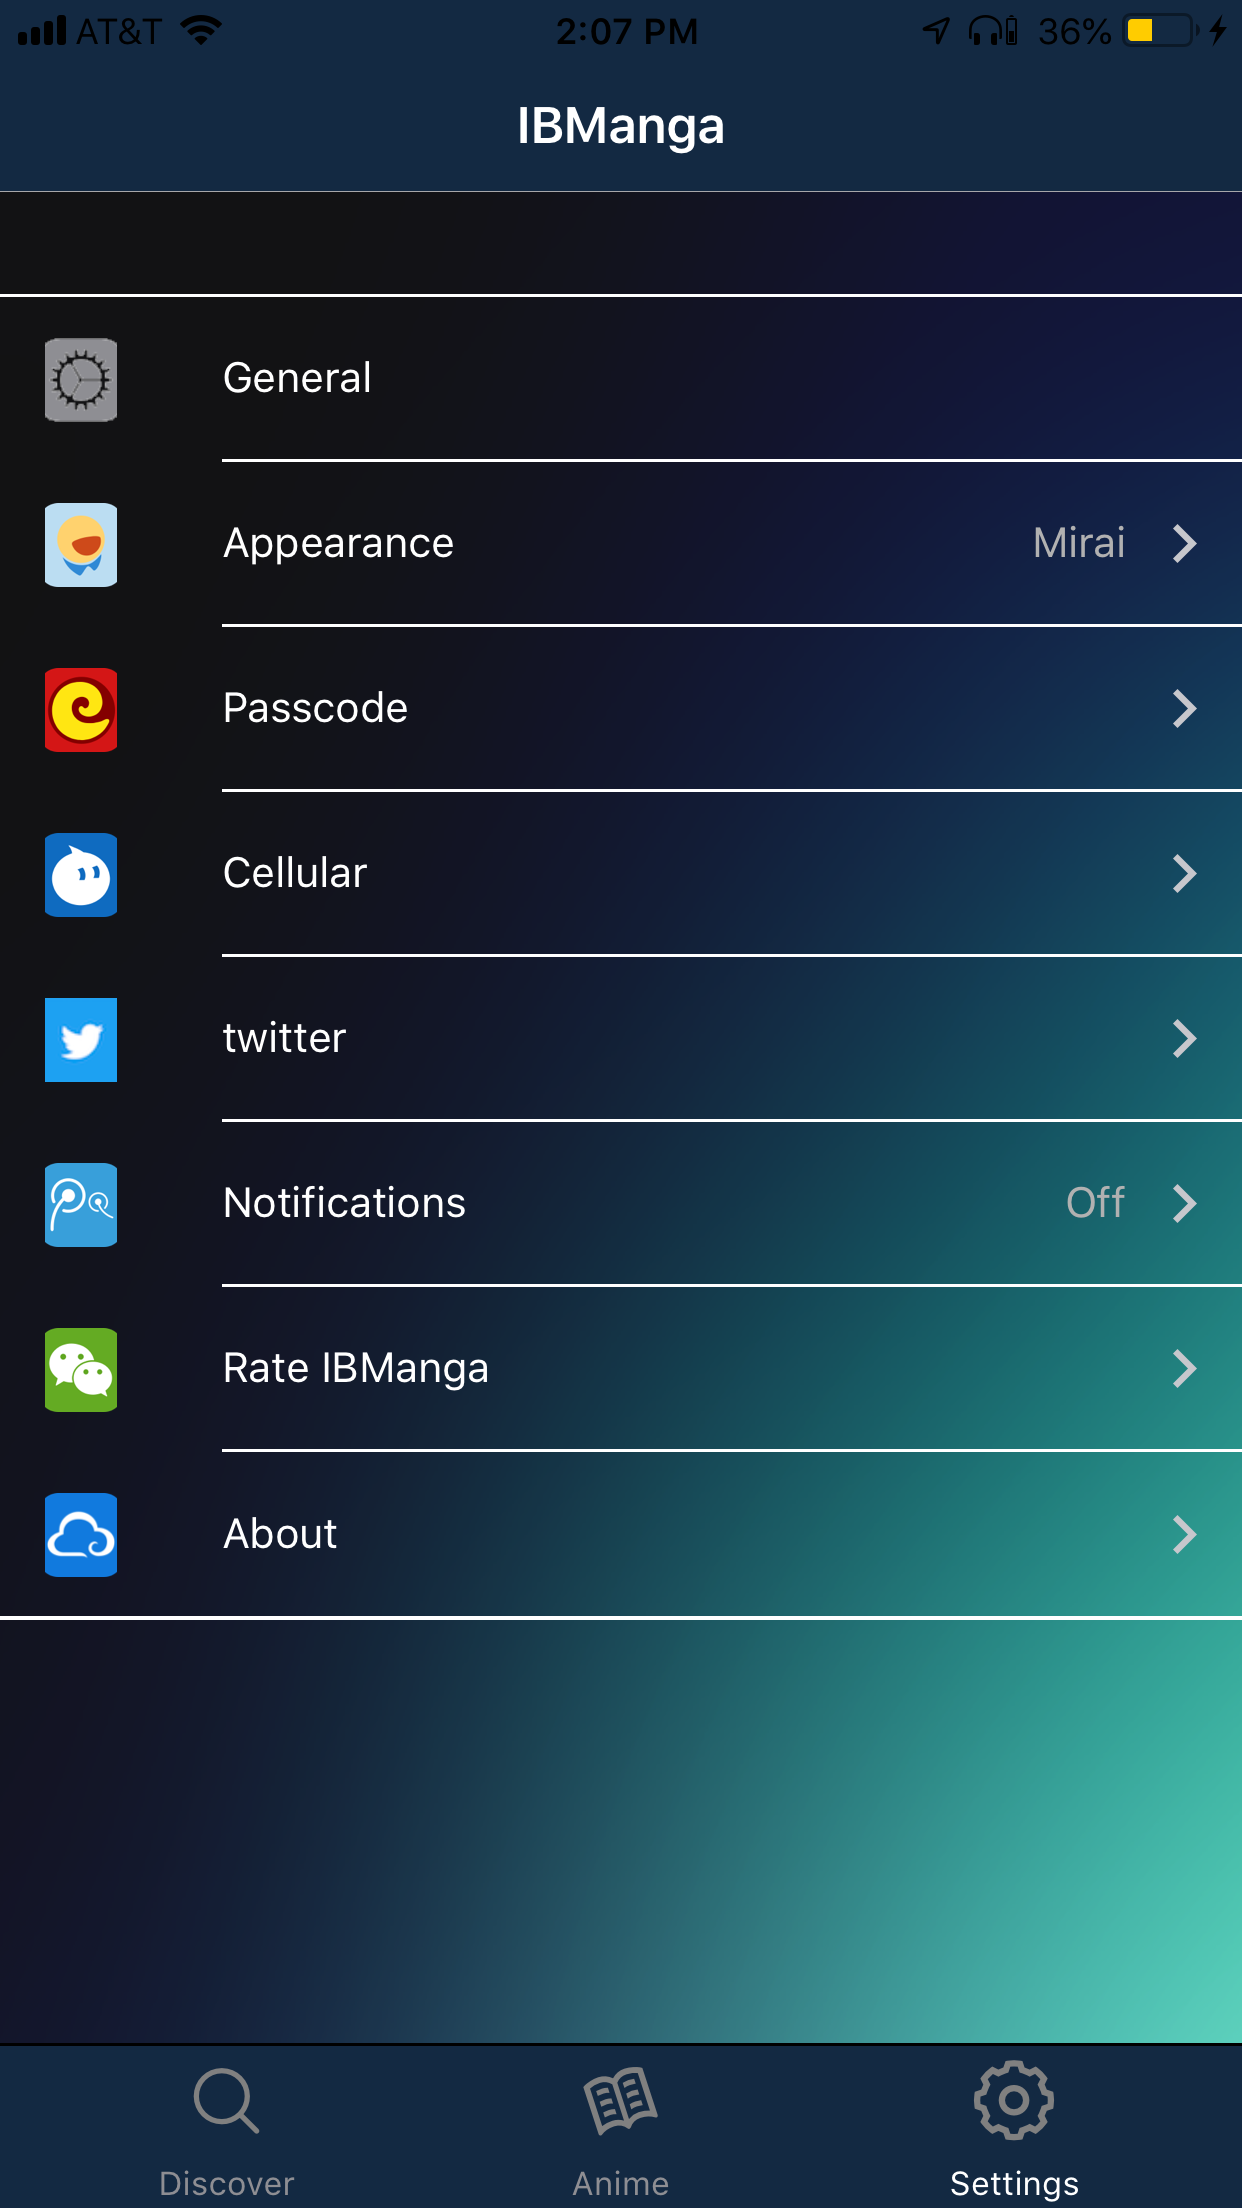 AT&T 2:07 PM 36%
IBManga
General
Appearance Mirai
Passcode
Cellular
twitter
Notifications Off
Rate IBManga
About
Discover Anime Settings